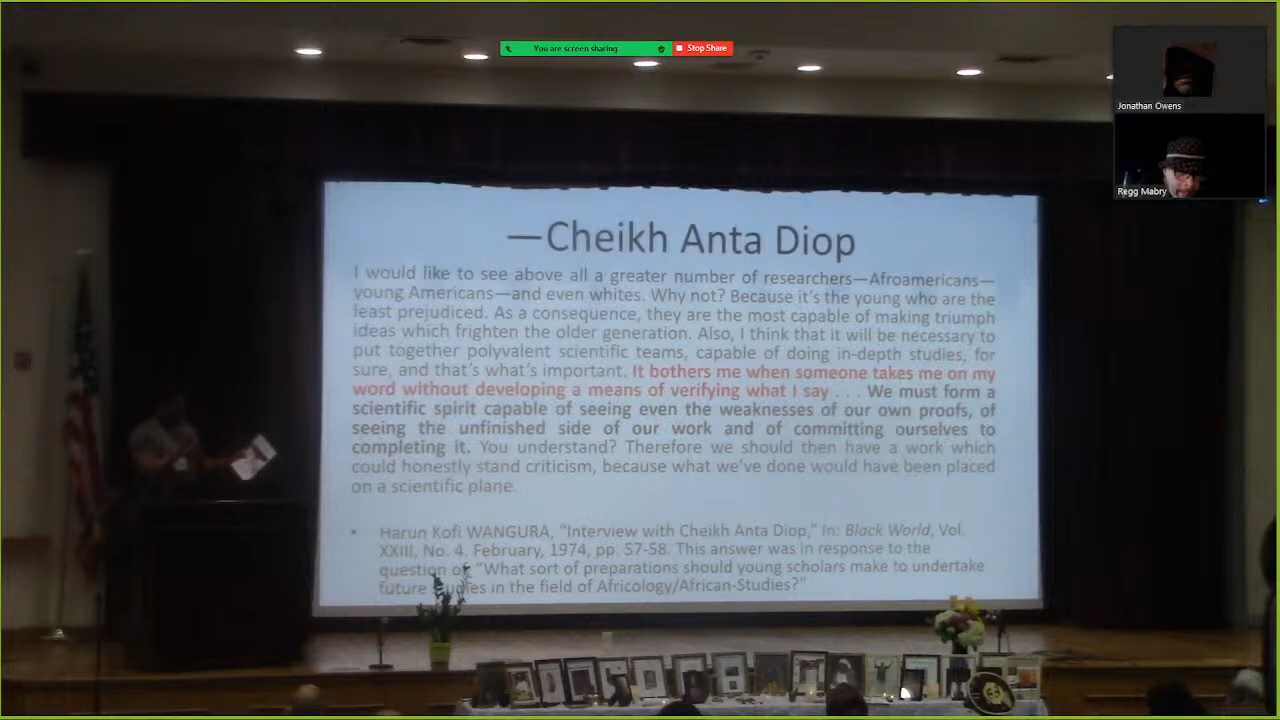 You are screen sharing
Stop Share
Jonathan Owens
Regg Mabry
—Cheikh Anta Diop
I would like to see above all a greater number of researchers—Afroamericans—
young Americans—and even whites. Why not? Because it's the young who are the
least prejudiced. As a consequence, they are the most capable of making triumph
ideas which frighten the older generation. Also, I think that it will be necessary to
put together polyvalent scientific teams, capable of doing in-depth studies, for
sure, and that's what's important. It bothers me when someone takes me on my
word without developing a means of verifying what I say . . . We must form a
scientific spirit capable of seeing even the weaknesses of our own proofs, of
seeing the unfinished side of our work and of committing ourselves to
completing it. You understand? Therefore we should then have a work which
could honestly stand criticism, because what we've done would have been placed
on a scientific plane.
• Harun Kofi WANGURA, "Interview with Cheikh Anta Diop," In: Black World, Vol.
XXIII, No. 4. February, 1974, pp. 57-58. This answer was in response to the
question of: "What sort of preparations should young scholars make to undertake
future studies in the field of Africology/African-Studies?"